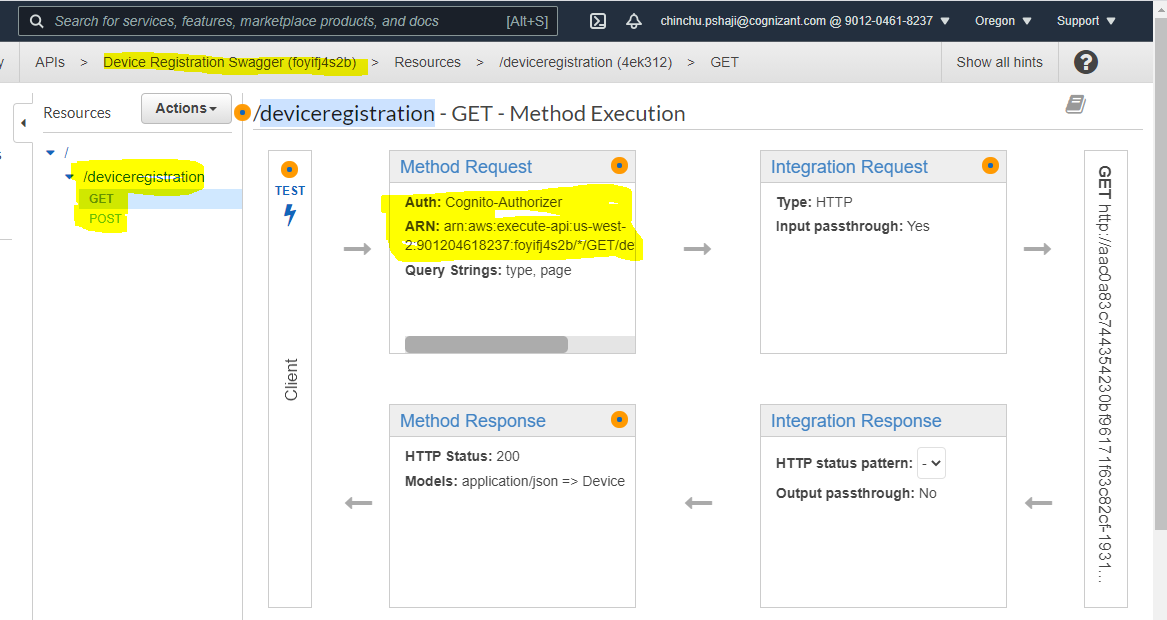 Search for services, features, marketplace products, and docs [Alt+S] chinchu.pshaji@cognizant.com @ 9012-0461-8237 Oregon Support
APIs > Device Registration Swagger (foyifj4s2b) > Resources > /deviceregistration (4ek312) > GET Show all hints ?
Resources Actions /deviceregistration - GET - Method Execution
/
/deviceregistration
GET
POST
TEST
Client
Method Request
Auth: Cognito-Authorizer
ARN: arn:aws:execute-api:us-west-
2:901204618237:foyifj4s2b/*/GET/de
Query Strings: type, page
Integration Request
Type: HTTP
Input passthrough: Yes
GET http://aac0a83c744354230bf96171f63c82cf-1931...
Method Response
HTTP Status: 200
Models: application/json => Device
Integration Response
HTTP status pattern: -
Output passthrough: No